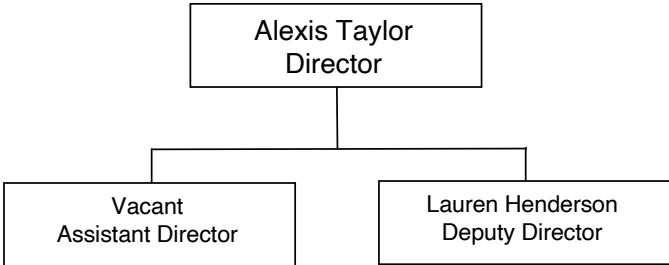 Alexis Taylor
Director
Vacant
Assistant Director
Lauren Henderson
Deputy Director